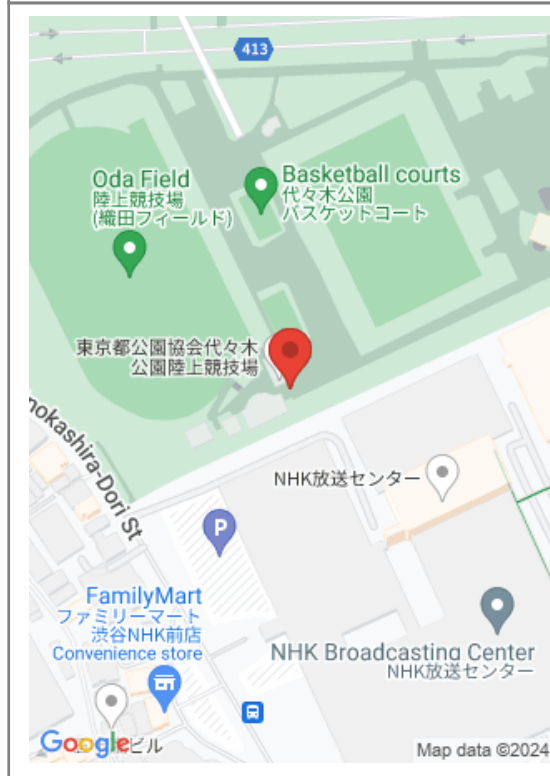 413
Oda Field
陸上競技場
(織田フィールド)
Basketball courts
代々木公園
バスケットコート
東京都公園協会代々木
公園陸上競技場
nokashira-Dori St
NHK放送センター
P
FamilyMart
ファミリーマート
渋谷NHK前店
Convenience store
NHK Broadcasting Center
NHK放送センター
Google
ビル
Map data ©2024